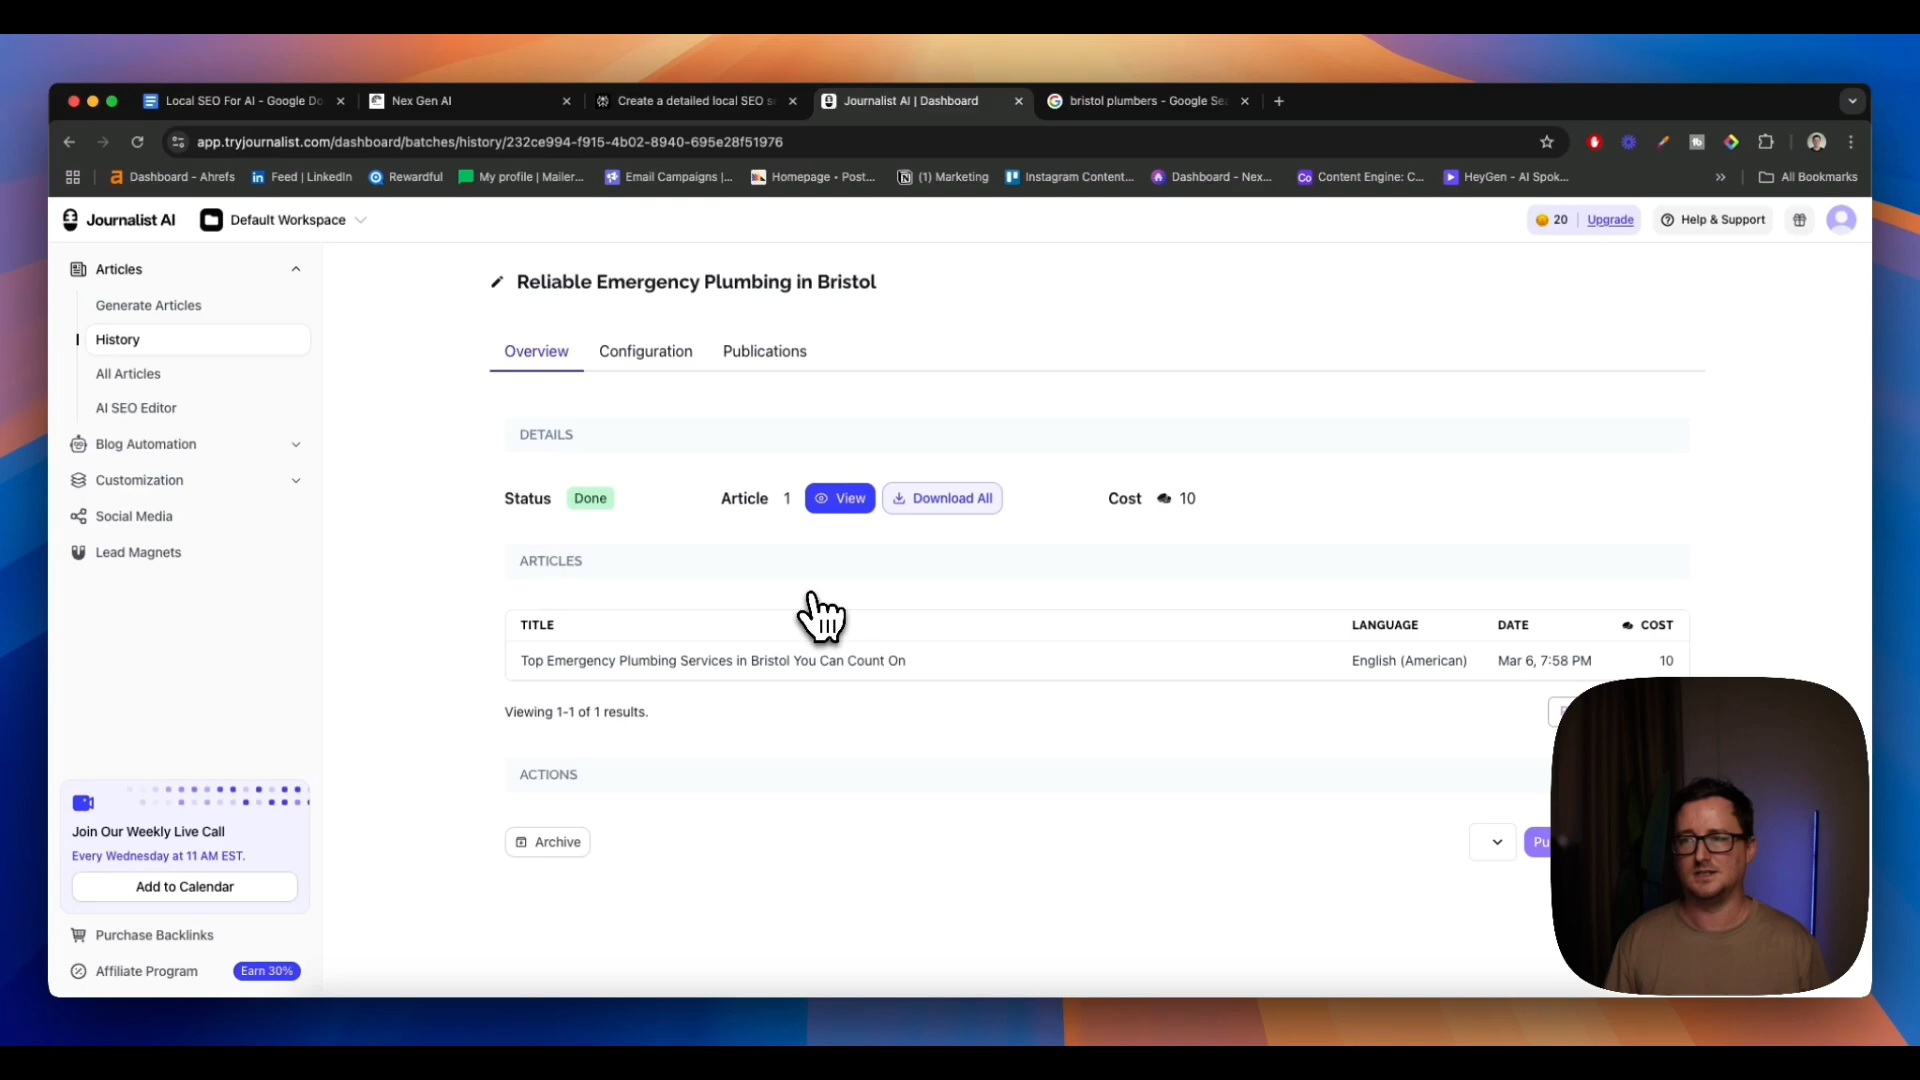 Local SEO For AI - Google Do
Nex Gen AI
Create a detailed local SEO s
Journalist AI | Dashboard
bristol plumbers - Google Se
app.tryjournalist.com/dashboard/batches/history/232ce994-f915-4b02-8940-695e28f51976
Dashboard - Ahrefs
Feed | LinkedIn
Rewardful
My profile | Mailer...
Email Campaigns |...
Homepage • Post...
(1) Marketing
Instagram Content...
Dashboard - Nex...
Content Engine: C...
HeyGen - AI Spok...
All Bookmarks
Journalist AI
Default Workspace
20
Upgrade
Help & Support
Articles
Generate Articles
History
All Articles
AI SEO Editor
Blog Automation
Customization
Social Media
Lead Magnets
Join Our Weekly Live Call
Every Wednesday at 11 AM EST.
Add to Calendar
Purchase Backlinks
Affiliate Program
Earn 30%
Reliable Emergency Plumbing in Bristol
Overview
Configuration
Publications
DETAILS
Status
Done
Article 1
View
Download All
Cost
10
ARTICLES
TITLE
LANGUAGE
DATE
COST
Top Emergency Plumbing Services in Bristol You Can Count On
English (American)
Mar 6, 7:58 PM
10
Viewing 1-1 of 1 results.
ACTIONS
Archive
Pu